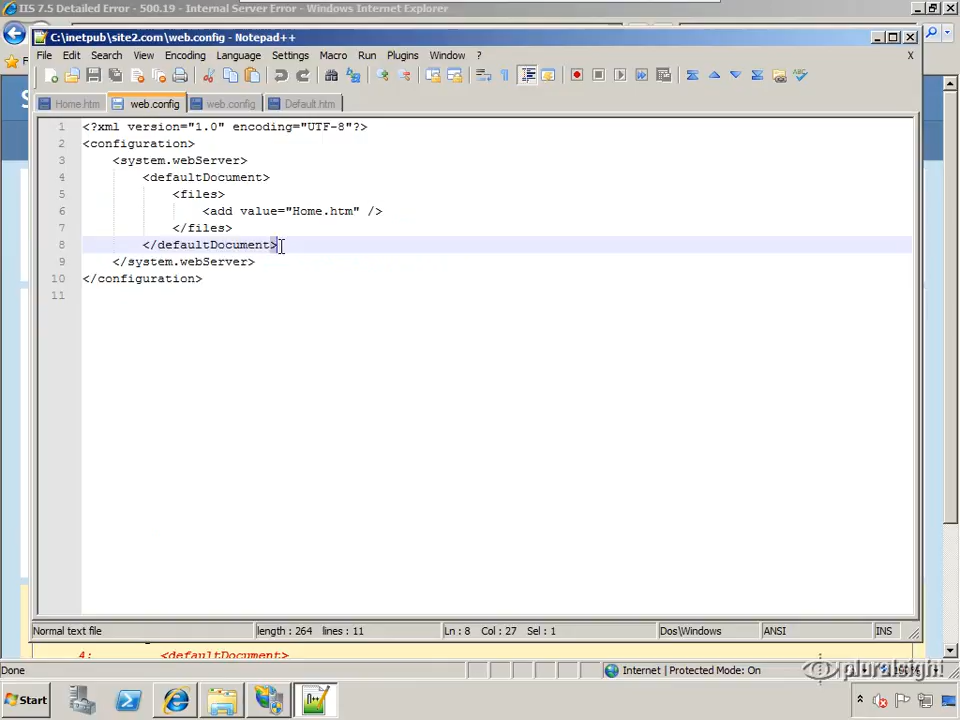 IIS 7.5 Detailed Error - 500.19 - Internal Server Error - Windows Internet Explorer
C:\inetpub\site2.com\web.config - Notepad++
File Edit Search View Encoding Language Settings Macro Run Plugins Window ? X
Home.htm web.config web.config Default.htm
1 <?xml version="1.0" encoding="UTF-8"?>
2 <configuration>
3 <system.webServer>
4 <defaultDocument>
5 <files>
6 <add value="Home.htm" />
7 </files>
8 </defaultDocument>
9 </system.webServer>
10 </configuration>
11
Normal text file length : 264 lines : 11 Ln : 8 Col : 27 Sel : 1 Dos\Windows ANSI INS
4: <defaultDocument>
Done Internet | Protected Mode: On pluralsight
Start